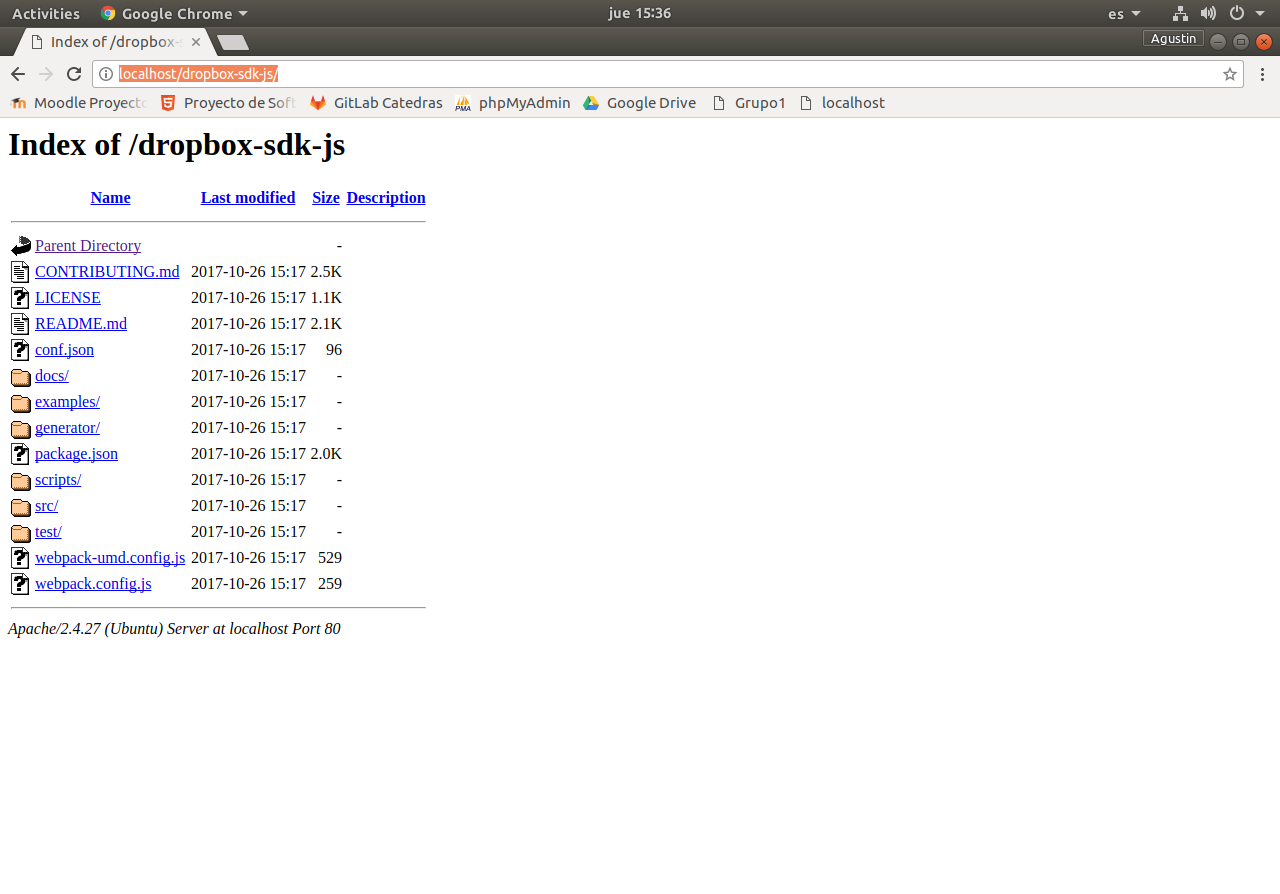 Activities Google Chrome jue 15:36 es
Index of /dropbox-s Agustin
localhost/dropbox-sdk-js/
Moodle Proyecto Proyecto de Soft GitLab Catedras PMA phpMyAdmin Google Drive Grupo1 localhost
Index of /dropbox-sdk-js
Name Last modified Size Description
Parent Directory -
CONTRIBUTING.md 2017-10-26 15:17 2.5K
LICENSE 2017-10-26 15:17 1.1K
README.md 2017-10-26 15:17 2.1K
conf.json 2017-10-26 15:17 96
docs/ 2017-10-26 15:17 -
examples/ 2017-10-26 15:17 -
generator/ 2017-10-26 15:17 -
package.json 2017-10-26 15:17 2.0K
scripts/ 2017-10-26 15:17 -
src/ 2017-10-26 15:17 -
test/ 2017-10-26 15:17 -
webpack-umd.config.js 2017-10-26 15:17 529
webpack.config.js 2017-10-26 15:17 259
Apache/2.4.27 (Ubuntu) Server at localhost Port 80